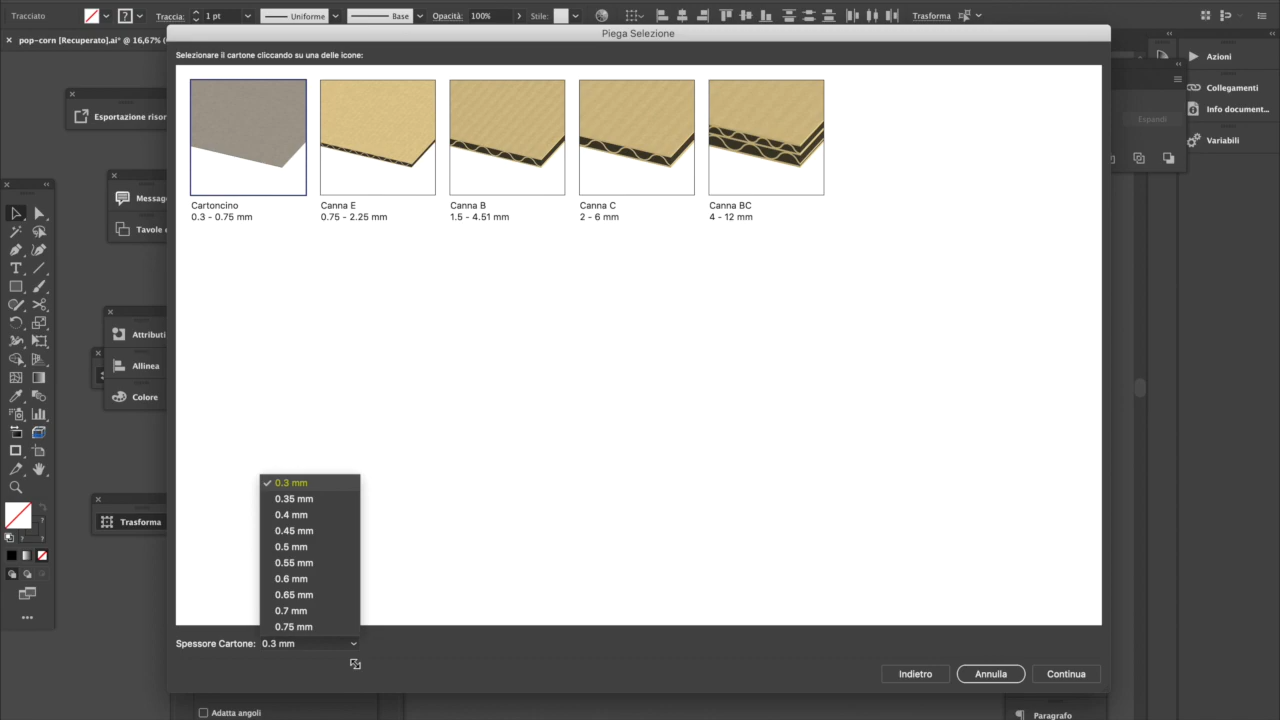 Tracciato
Traccia:
1 pt
Uniforme
Base
Opacità:
100%
Stile:
Trasforma
pop-corn [Recuperato].ai* @ 16,67%
Piega Selezione
Selezionare il cartone cliccando su una delle icone:
Cartoncino
0.3 - 0.75 mm
Canna E
0.75 - 2.25 mm
Canna B
1.5 - 4.51 mm
Canna C
2 - 6 mm
Canna BC
4 - 12 mm
Esportazione risor
Messag
Tavole
Attributi
Allinea
Colore
Trasforma
Azioni
Collegamenti
Info document...
Variabili
Espandi
0.3 mm
0.35 mm
0.4 mm
0.45 mm
0.5 mm
0.55 mm
0.6 mm
0.65 mm
0.7 mm
0.75 mm
Spessore Cartone:
0.3 mm
Indietro
Annulla
Continua
Adatta angoli
Paragrafo